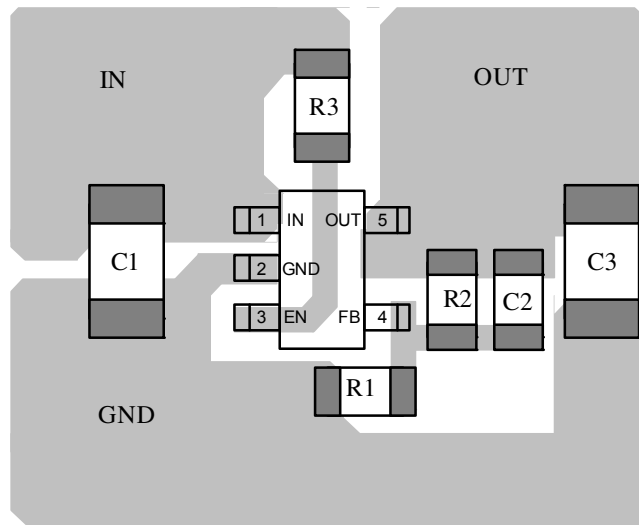 IN
OUT
R3
1 IN OUT 5
C1
2 GND
C3
R2
C2
3 EN FB 4
R1
GND